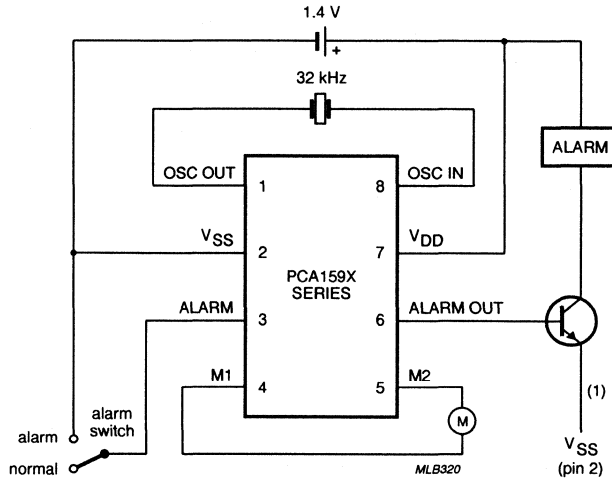 1.4 V
+
32 kHz
ALARM
OSC OUT
1
8
OSC IN
VSS
2
7
VDD
PCA159X
SERIES
ALARM
3
6
ALARM OUT
M1
4
5
M2
M
(1)
alarm
switch
alarm
normal
VSS
(pin 2)
MLB320